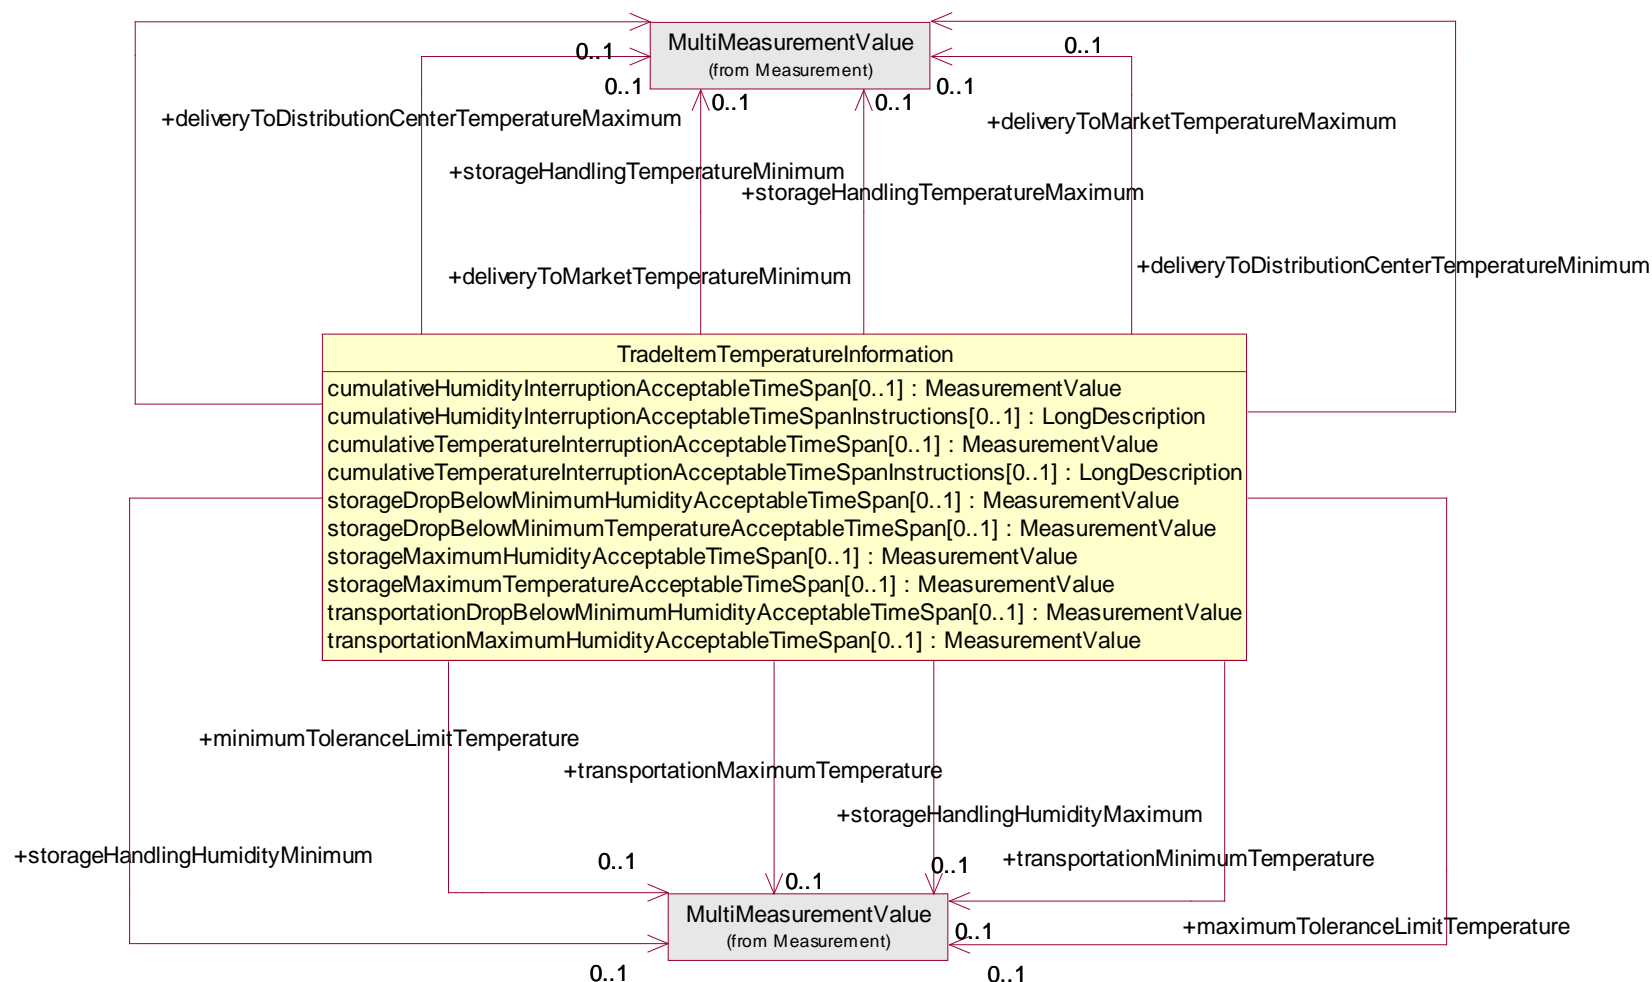 MultiMeasurementValue
(from Measurement)
0..1
0..1
0..1
0..1
0..1
0..1
+deliveryToDistributionCenterTemperatureMaximum
+deliveryToMarketTemperatureMaximum
+storageHandlingTemperatureMinimum
+storageHandlingTemperatureMaximum
+deliveryToMarketTemperatureMinimum
+deliveryToDistributionCenterTemperatureMinimum
TradeItemTemperatureInformation
cumulativeHumidityInterruptionAcceptableTimeSpan[0..1] : MeasurementValue
cumulativeHumidityInterruptionAcceptableTimeSpanInstructions[0..1] : LongDescription
cumulativeTemperatureInterruptionAcceptableTimeSpan[0..1] : MeasurementValue
cumulativeTemperatureInterruptionAcceptableTimeSpanInstructions[0..1] : LongDescription
storageDropBelowMinimumHumidityAcceptableTimeSpan[0..1] : MeasurementValue
storageDropBelowMinimumTemperatureAcceptableTimeSpan[0..1] : MeasurementValue
storageMaximumHumidityAcceptableTimeSpan[0..1] : MeasurementValue
storageMaximumTemperatureAcceptableTimeSpan[0..1] : MeasurementValue
transportationDropBelowMinimumHumidityAcceptableTimeSpan[0..1] : MeasurementValue
transportationMaximumHumidityAcceptableTimeSpan[0..1] : MeasurementValue
+minimumToleranceLimitTemperature
+transportationMaximumTemperature
+storageHandlingHumidityMaximum
+storageHandlingHumidityMinimum
+transportationMinimumTemperature
0..1
0..1
0..1
MultiMeasurementValue
(from Measurement)
0..1
+maximumToleranceLimitTemperature
0..1
0..1